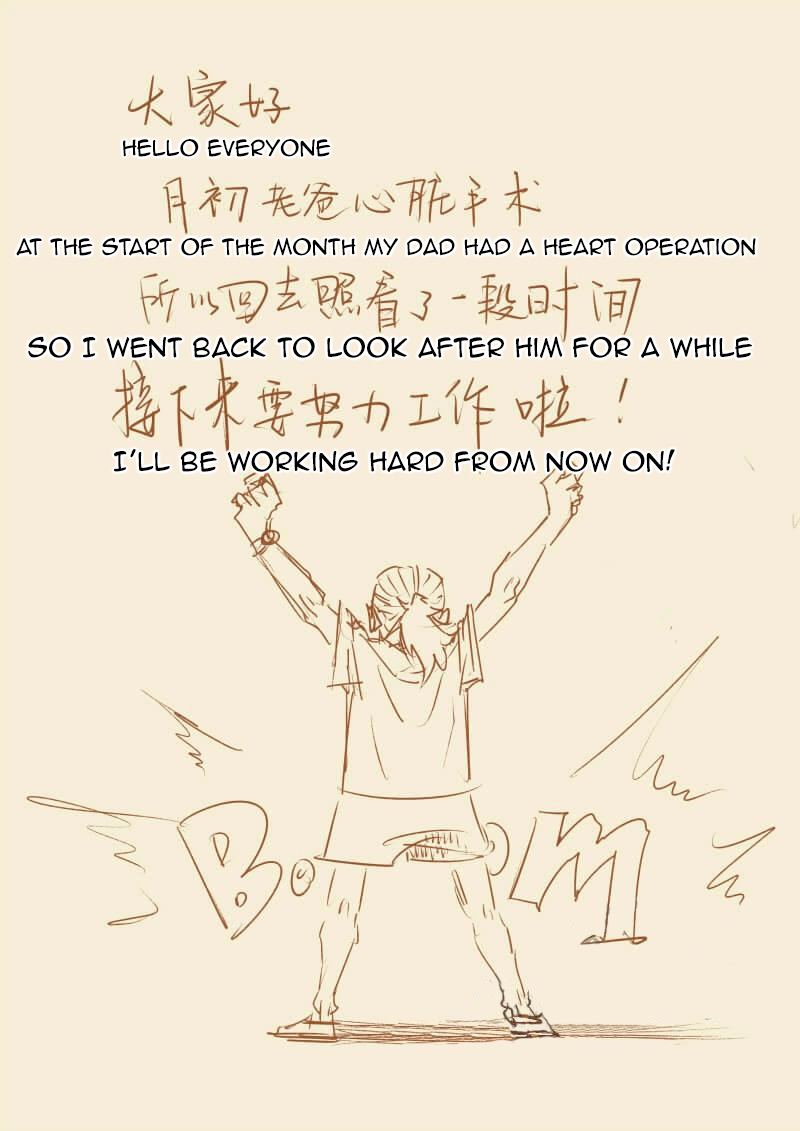 大家好
HELLO EVERYONE
月初老爸心脏手术
AT THE START OF THE MONTH MY DAD HAD A HEART OPERATION
所以回去照看了一段时间
SO I WENT BACK TO LOOK AFTER HIM FOR A WHILE
接下来要努力工作啦！
I'LL BE WORKING HARD FROM NOW ON!
BOOM